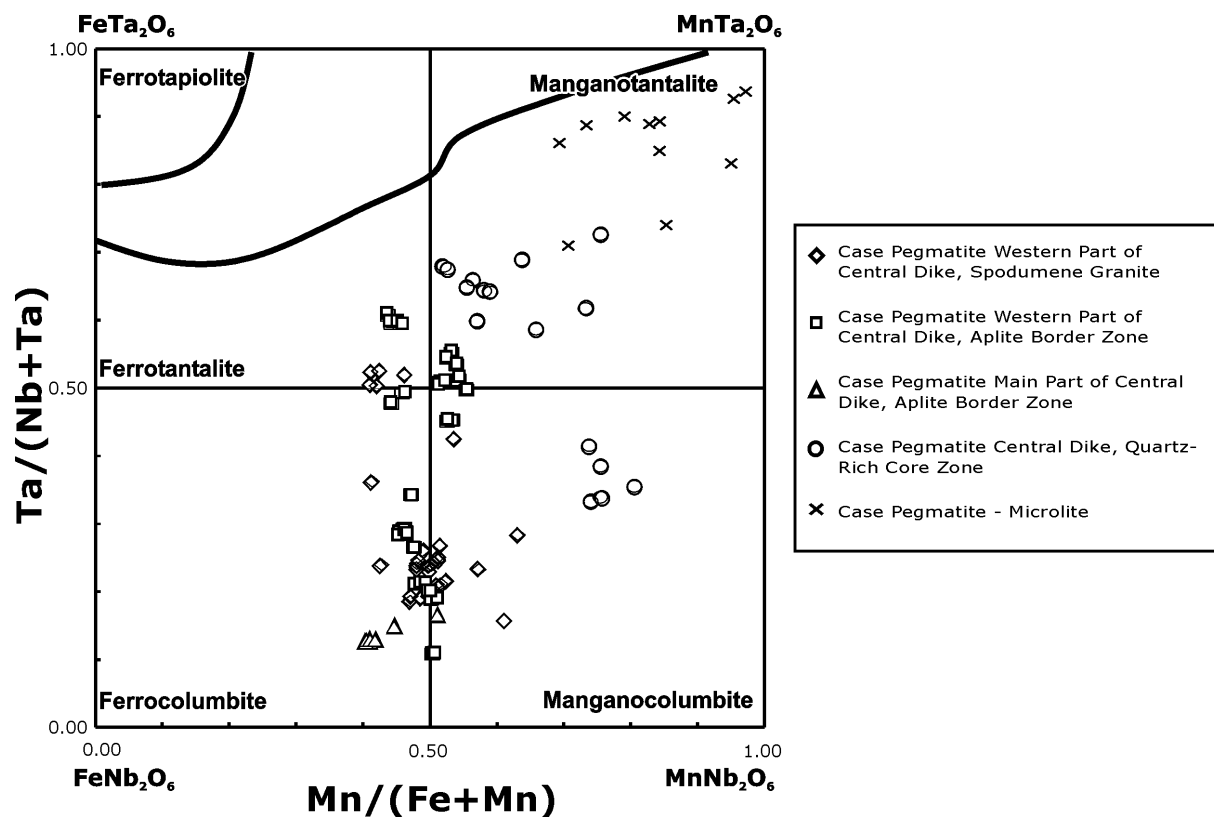 FeTa₂O₆ MnTa₂O₆
1.00
Ferrotapiolite
Manganotantalite
Ta/(Nb+Ta)
Ferrotantalite
0.50
Ferrocolumbite
Manganocolumbite
0.00
0.00 0.50 1.00
FeNb₂O₆ MnNb₂O₆
Mn/(Fe+Mn)
Case Pegmatite Western Part of
Central Dike, Spodumene Granite
Case Pegmatite Western Part of
Central Dike, Aplite Border Zone
Case Pegmatite Main Part of Central
Dike, Aplite Border Zone
Case Pegmatite Central Dike, Quartz-
Rich Core Zone
Case Pegmatite - Microlite